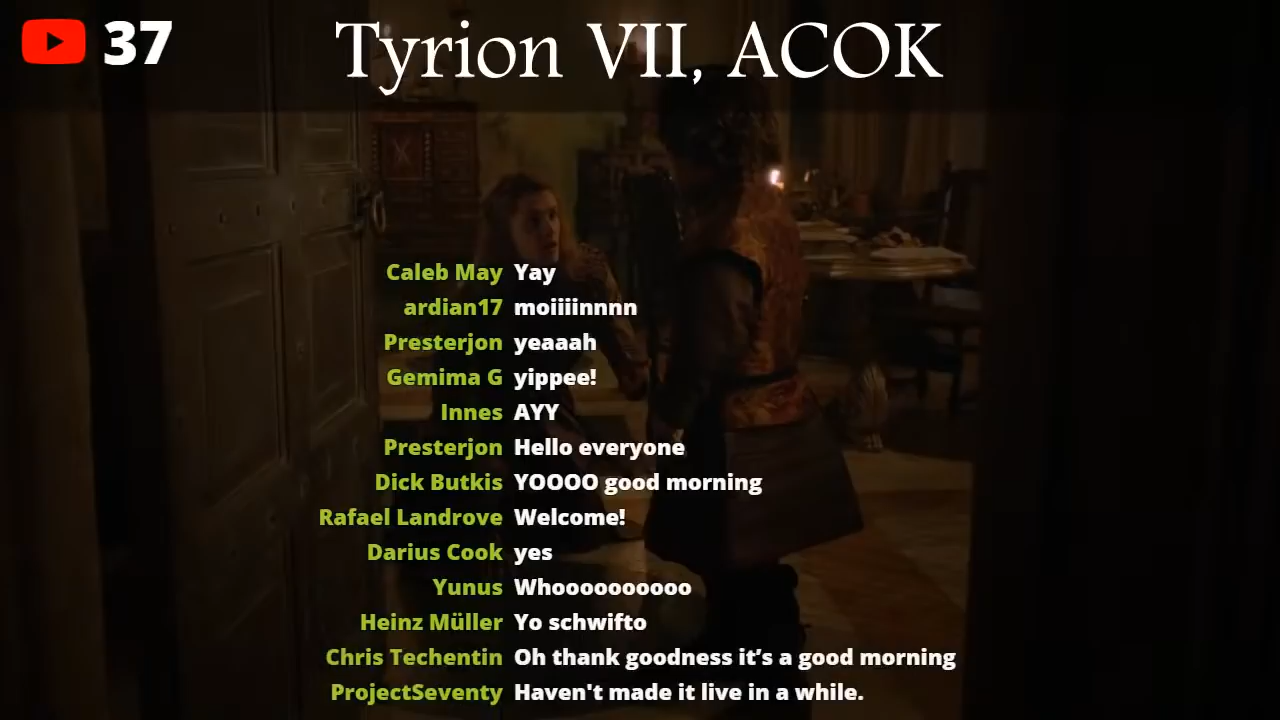 37
Tyrion VII, ACOK
Caleb May Yay
ardian17 moiiiinnnn
Presterjon yeaaah
Gemima G yippee!
Innes AYY
Presterjon Hello everyone
Dick Butkis YOOOO good morning
Rafael Landrove Welcome!
Darius Cook yes
Yunus Whoooooooooo
Heinz Müller Yo schwifto
Chris Techentin Oh thank goodness it’s a good morning
ProjectSeventy Haven't made it live in a while.